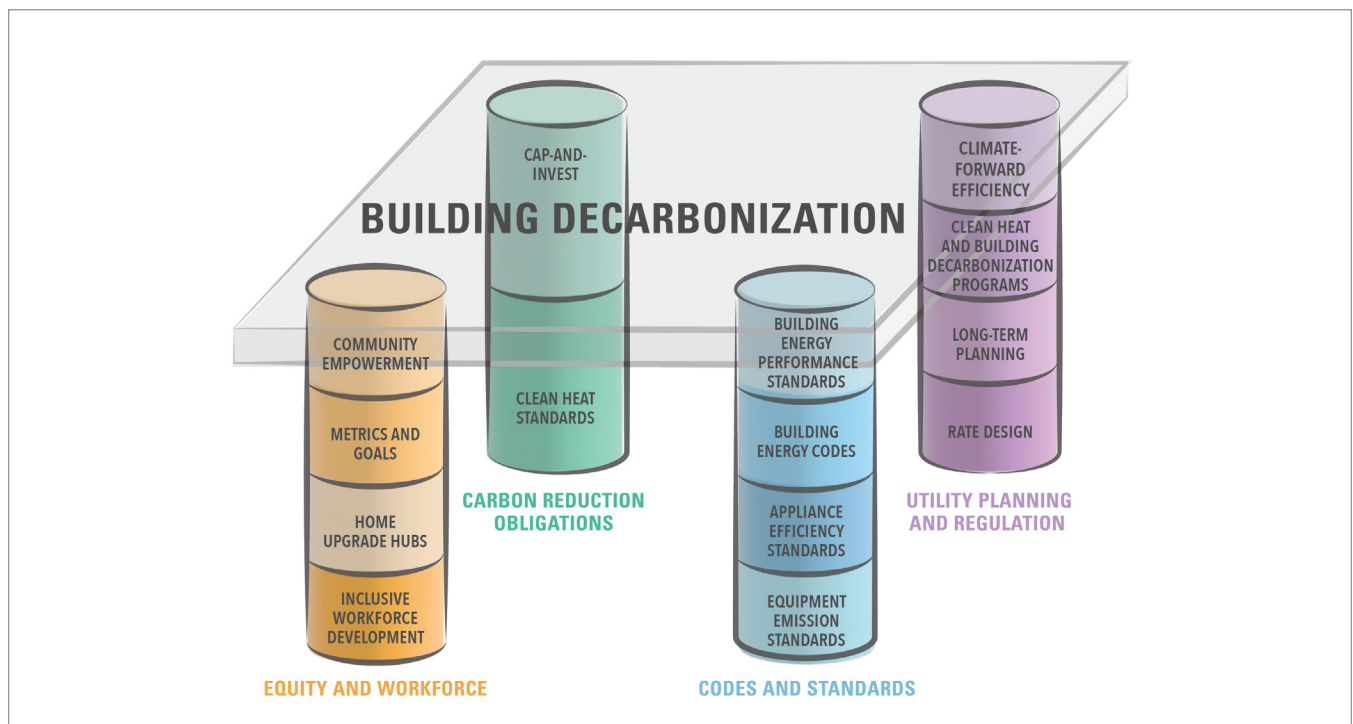 BUILDING DECARBONIZATION
COMMUNITY
EMPOWERMENT
METRICS AND
GOALS
HOME
UPGRADE HUBS
INCLUSIVE
WORKFORCE
DEVELOPMENT
EQUITY AND WORKFORCE
CAP-AND-
INVEST
CLEAN HEAT
STANDARDS
CARBON REDUCTION
OBLIGATIONS
BUILDING
ENERGY
PERFORMANCE
STANDARDS
BUILDING
ENERGY CODES
APPLIANCE
EFFICIENCY
STANDARDS
EQUIPMENT
EMISSION
STANDARDS
CODES AND STANDARDS
CLIMATE-
FORWARD
EFFICIENCY
CLEAN HEAT
AND BUILDING
DECARBONIZATION
PROGRAMS
LONG-TERM
PLANNING
RATE DESIGN
UTILITY PLANNING
AND REGULATION